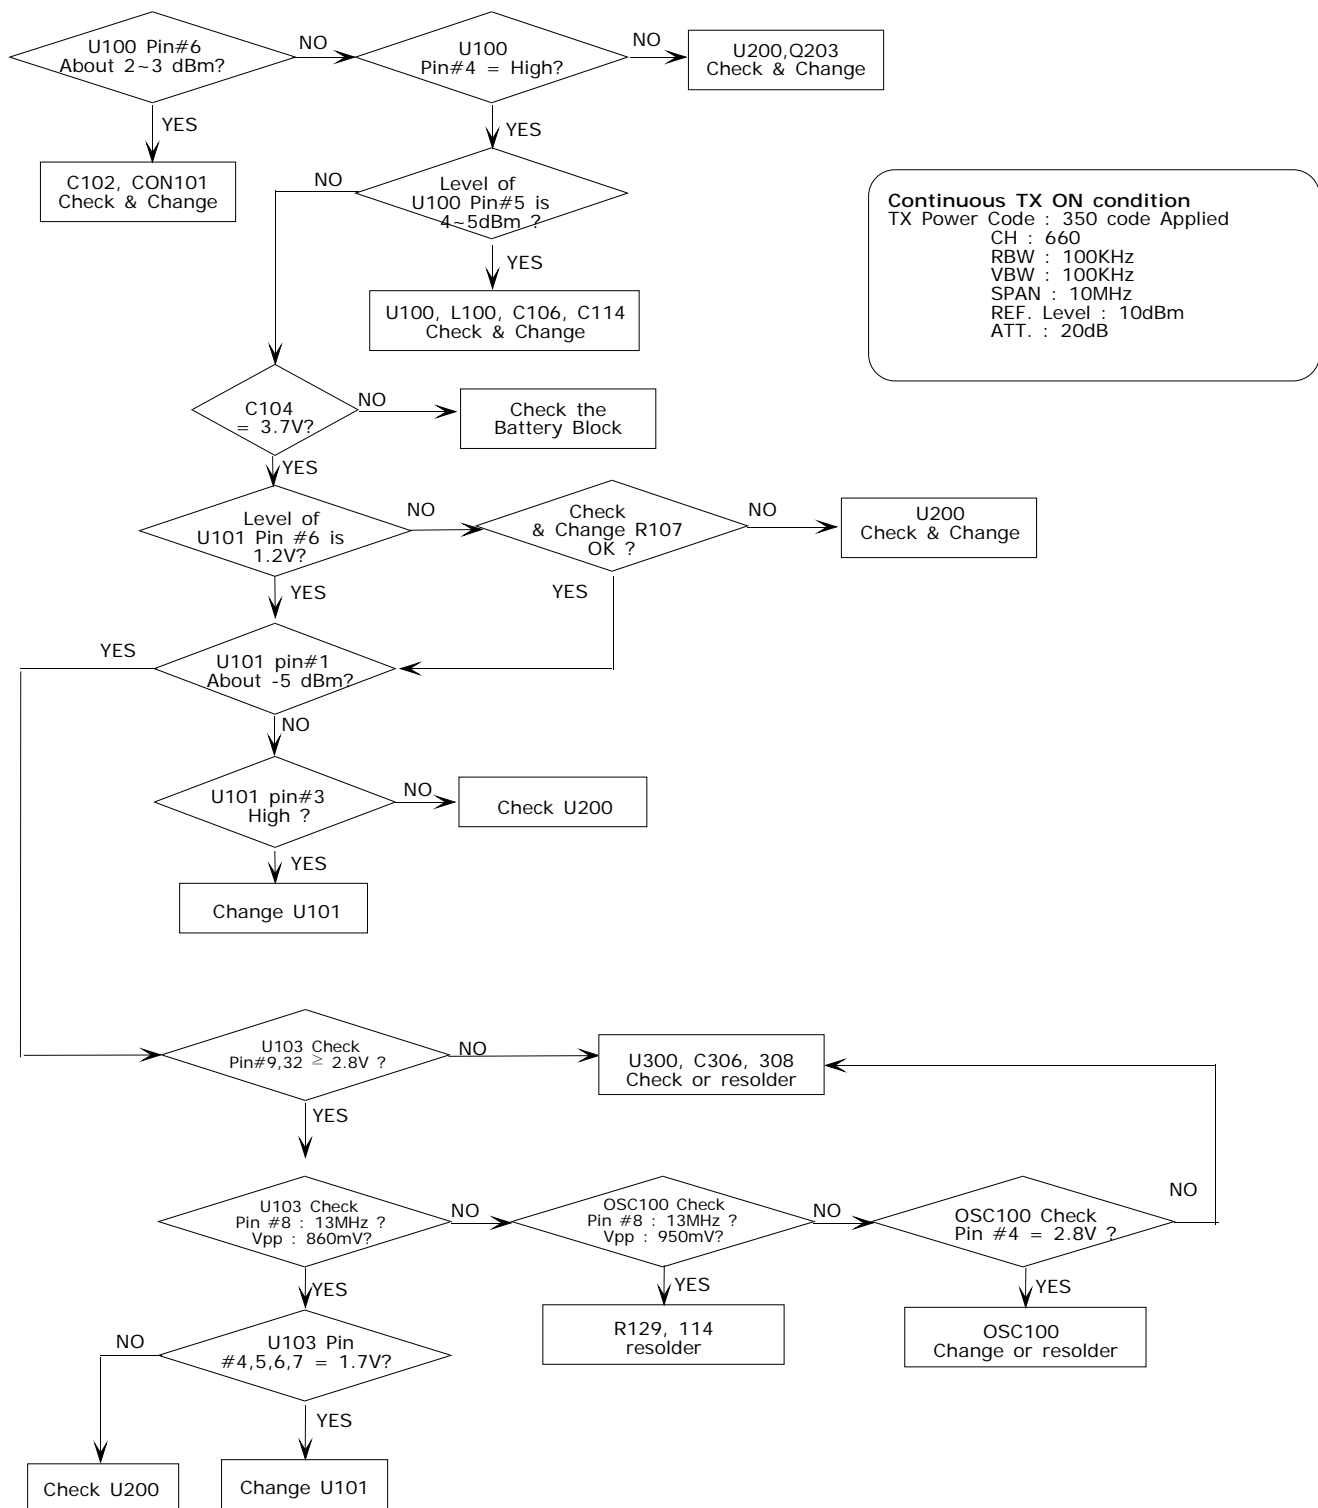 U100 Pin#6
About 2~3 dBm?
NO
U100
Pin#4 = High?
NO
U200,Q203
Check & Change
YES
YES
C102, CON101
Check & Change
NO
Level of
U100 Pin#5 is
4~5dBm ?
YES
U100, L100, C106, C114
Check & Change
Continuous TX ON condition
TX Power Code : 350 code Applied
CH : 660
RBW : 100KHz
VBW : 100KHz
SPAN : 10MHz
REF. Level : 10dBm
ATT. : 20dB
C104
= 3.7V?
NO
Check the
Battery Block
YES
Level of
U101 Pin #6 is
1.2V?
NO
Check
& Change R107
OK ?
NO
U200
Check & Change
YES
YES
YES
U101 pin#1
About -5 dBm?
NO
U101 pin#3
High ?
NO
Check U200
YES
Change U101
U103 Check
Pin#9,32 ≥ 2.8V ?
NO
U300, C306, 308
Check or resolder
YES
U103 Check
Pin #8 : 13MHz ?
Vpp : 860mV?
NO
OSC100 Check
Pin #8 : 13MHz ?
Vpp : 950mV?
NO
OSC100 Check
Pin #4 = 2.8V ?
NO
YES
YES
YES
R129, 114
resolder
OSC100
Change or resolder
NO
U103 Pin
#4,5,6,7 = 1.7V?
YES
Check U200
Change U101